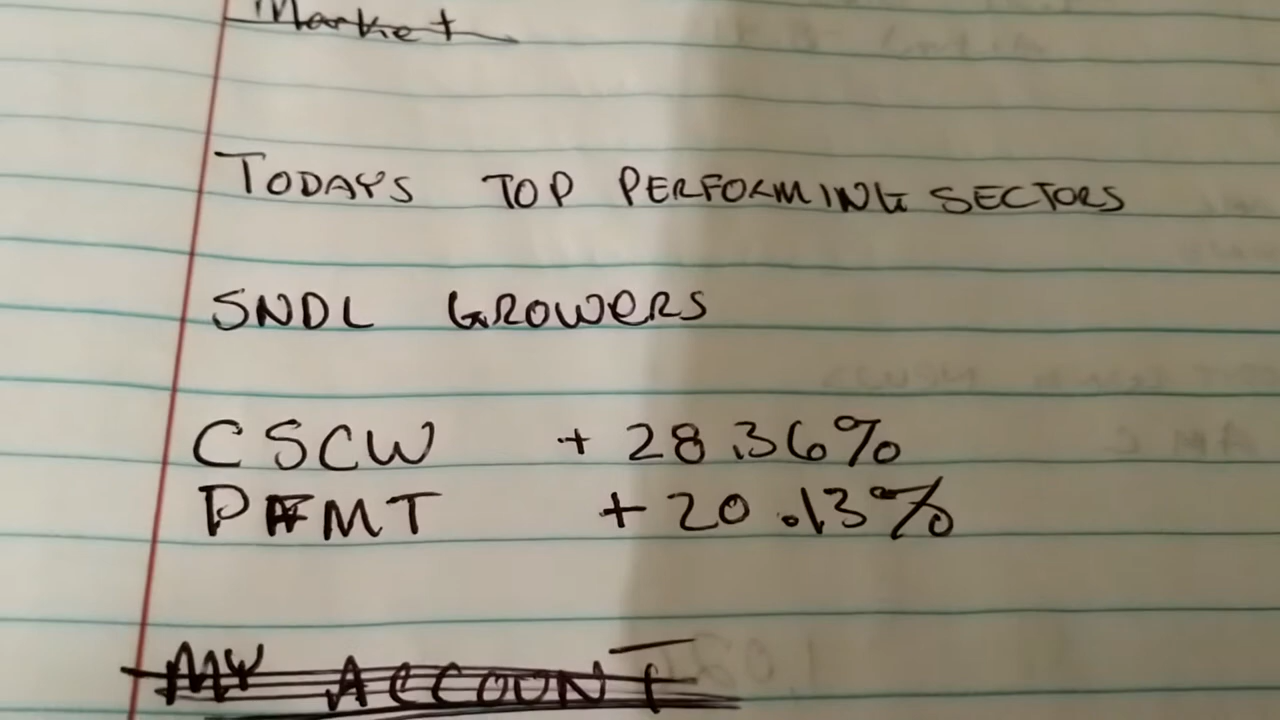 Market
TODAYS TOP PERFORMING SECTORS
SNDL GROWERS
CSCW + 28.36%
PFMT + 20.13%
MY ACCOUNT